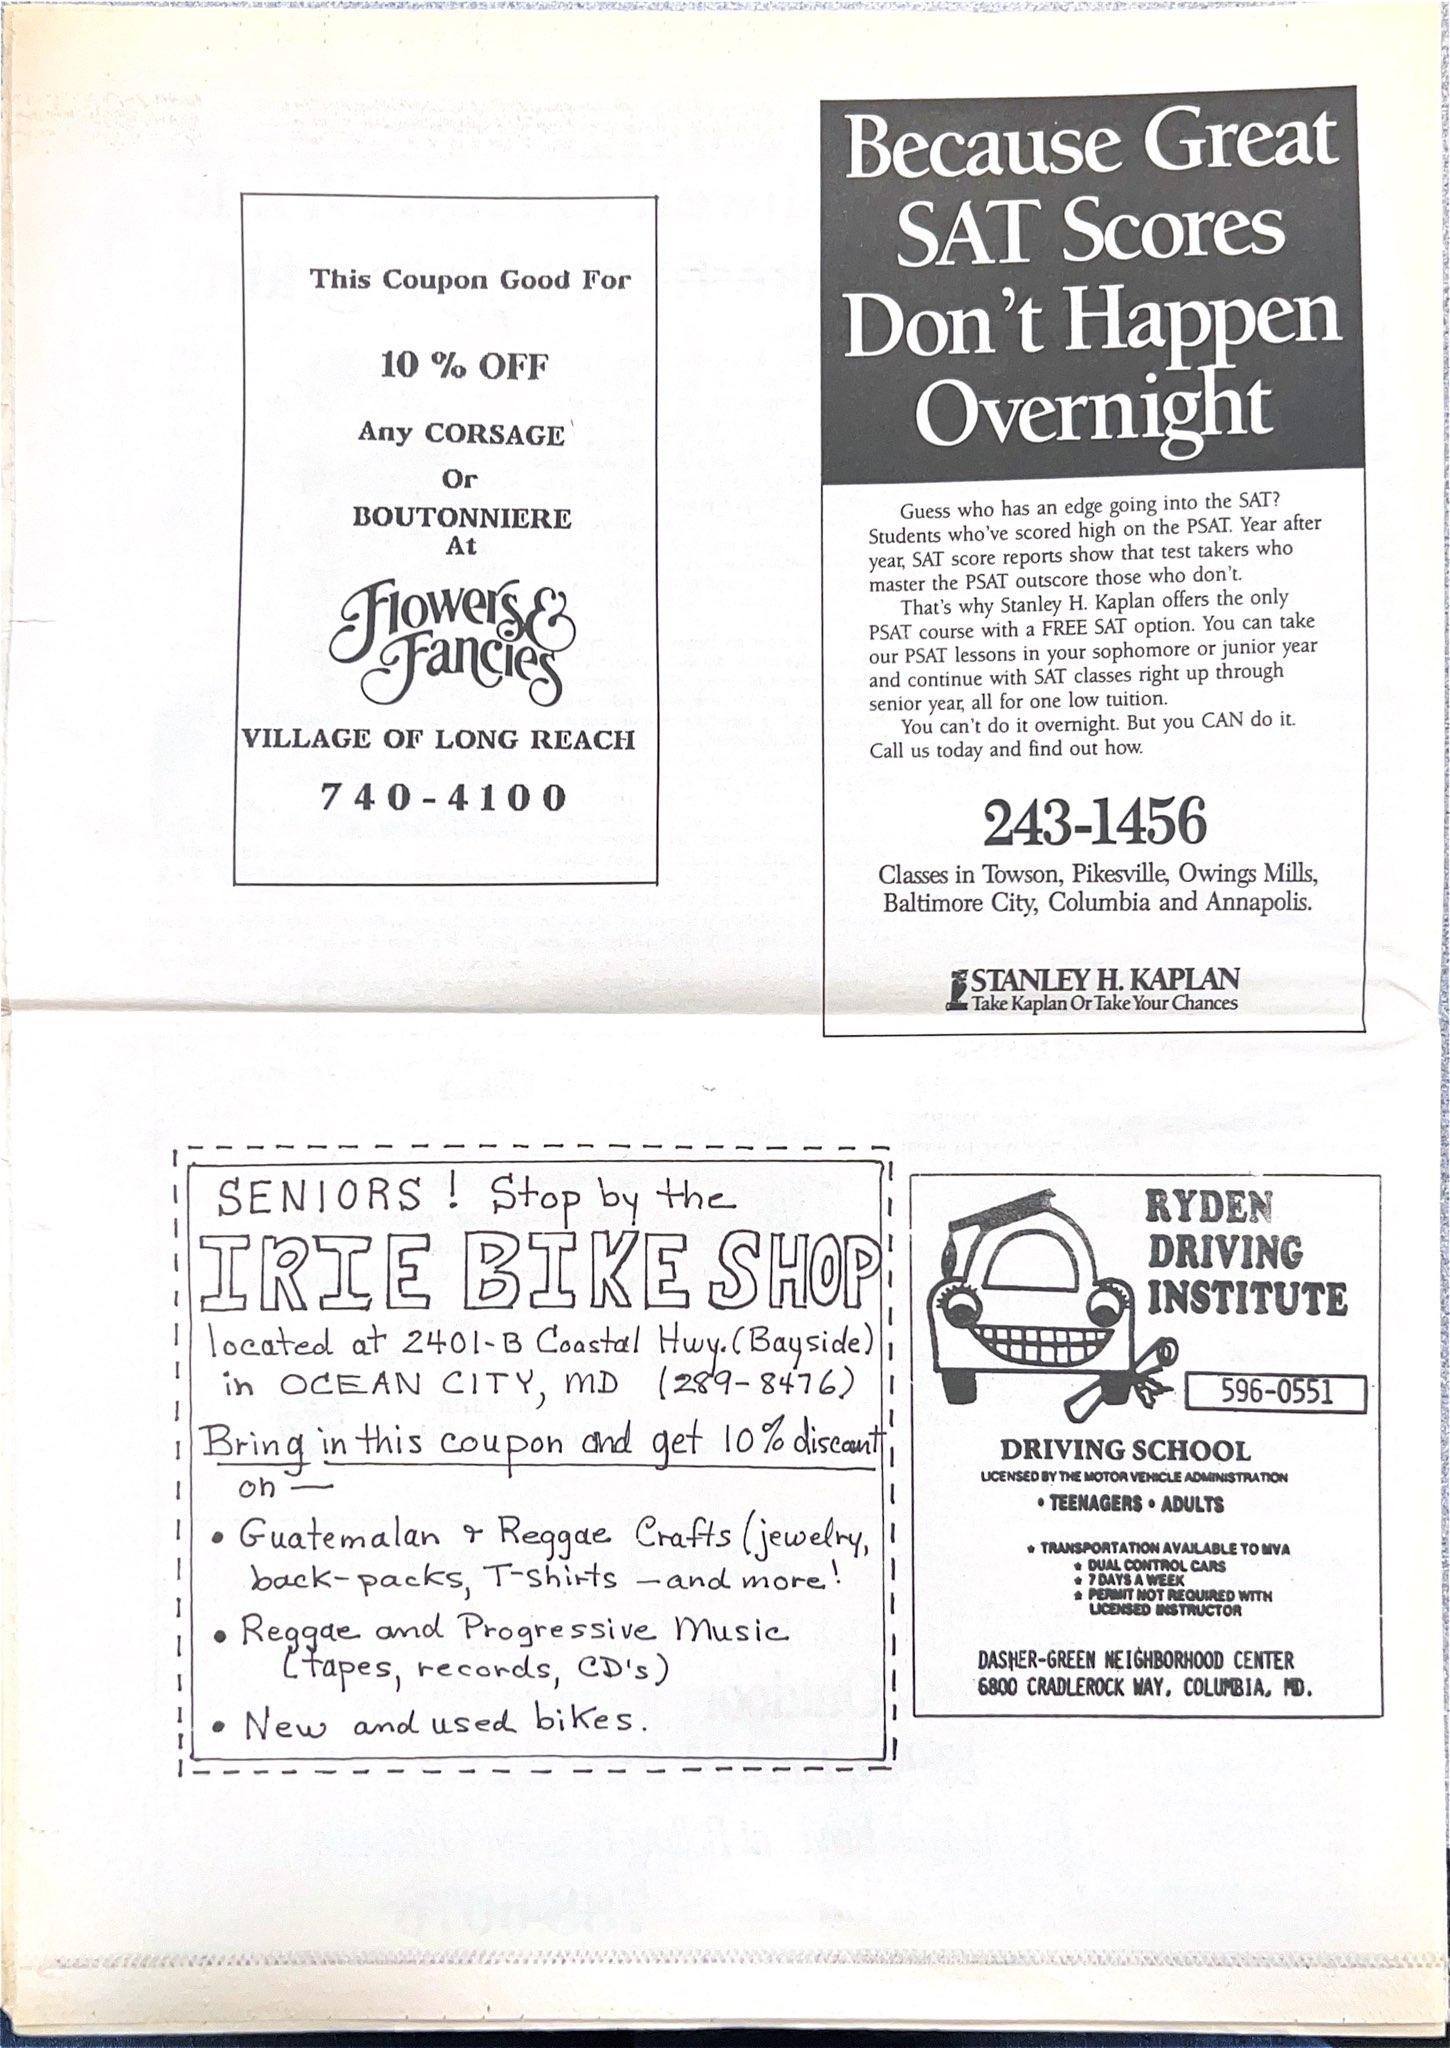 This Coupon Good For
10 % OFF
Any CORSAGE
Or
BOUTONNIERE
At
Flowers &
Fancies
VILLAGE OF LONG REACH
740-4100
Because Great
SAT Scores
Don't Happen
Overnight
Guess who has an edge going into the SAT?
Students who've scored high on the PSAT. Year after
year, SAT score reports show that test takers who
master the PSAT outscore those who don't.
That's why Stanley H. Kaplan offers the only
PSAT course with a FREE SAT option. You can take
our PSAT lessons in your sophomore or junior year
and continue with SAT classes right up through
senior year, all for one low tuition.
You can't do it overnight. But you CAN do it.
Call us today and find out how.
243-1456
Classes in Towson, Pikesville, Owings Mills,
Baltimore City, Columbia and Annapolis.
STANLEY H. KAPLAN
Take Kaplan Or Take Your Chances
SENIORS! Stop by the
IRIE BIKE SHOP
located at 2401-B Coastal Hwy. (Bayside)
in OCEAN CITY, MD (289-8476)
Bring in this coupon and get 10% discount
on —
• Guatemalan & Reggae Crafts (jewelry,
back-packs, T-shirts — and more!
• Reggae and Progressive Music
(tapes, records, CD's)
• New and used bikes.
RYDEN
DRIVING
INSTITUTE
596-0551
DRIVING SCHOOL
LICENSED BY THE MOTOR VEHICLE ADMINISTRATION
• TEENAGERS • ADULTS
★ TRANSPORTATION AVAILABLE TO MVA
★ DUAL CONTROL CARS
★ 7 DAYS A WEEK
★ PERMIT NOT REQUIRED WITH
LICENSED INSTRUCTOR
DASHER-GREEN NEIGHBORHOOD CENTER
6800 CRADLEROCK WAY, COLUMBIA, MD.